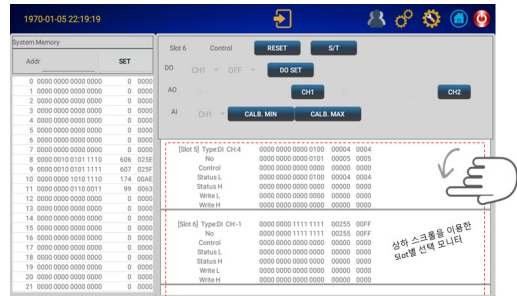 1970-01-05 22:19:19
System Memory
Addr SET
0 0000 0000 0000 0000 0 0000
1 0000 0000 0000 0000 0 0000
2 0000 0000 0000 0000 0 0000
3 0000 0000 0000 0000 0 0000
4 0000 0000 0000 0000 0 0000
5 0000 0000 0000 0000 0 0000
6 0000 0000 0000 0000 0 0000
7 0000 0000 0000 0000 0 0000
8 0000 0010 0101 1110 606 025E
9 0000 0010 0101 1111 607 025F
10 0000 0000 1010 1110 174 00AE
11 0000 0000 0110 0011 99 0063
12 0000 0000 0000 0000 0 0000
13 0000 0000 0000 0000 0 0000
14 0000 0000 0000 0000 0 0000
15 0000 0000 0000 0000 0 0000
16 0000 0000 0000 0000 0 0000
17 0000 0000 0000 0000 0 0000
18 0000 0000 0000 0000 0 0000
19 0000 0000 0000 0000 0 0000
20 0000 0000 0000 0000 0 0000
21 0000 0000 0000 0000 0 0000
Slot 6 Control RESET S/T
DO CH1 OFF DO SET
AO CH1 CH2
AI CH1 CALB. MIN CALB. MAX
[Slot 5] Type:DI CH:4 0000 0000 0000 0100 00004 0004
No 0000 0000 0000 0101 00005 0005
Control 0000 0000 0000 0000 00000 0000
Status L 0000 0000 0000 0100 00004 0004
Status H 0000 0000 0000 0000 00000 0000
Write L 0000 0000 0000 0000 00000 0000
Write H 0000 0000 0000 0000 00000 0000
[Slot 6] Type:DI CH:-1 0000 0000 1111 1111 00255 00FF
No 0000 0000 1111 1111 00255 00FF
Control 0000 0000 0000 0000 00000 0000
Status L 0000 0000 0000 0000 00000 0000
Status H 0000 0000 0000 0000 00000 0000
Write L 0000 0000 0000 0000 00000 0000
Write H 0000 0000 0000 0000 00000 0000
상하 스크롤을 이용한
Slot별 선택 모니터